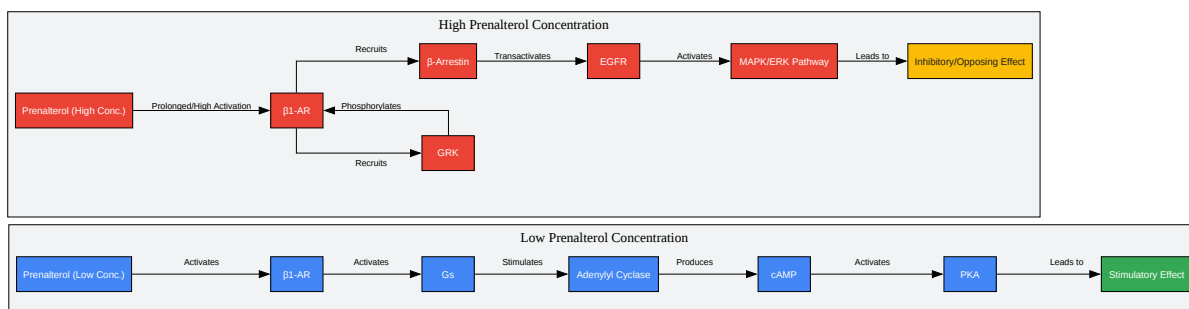 High Prenalterol Concentration
Recruits
β-Arrestin
Transactivates
EGFR
Activates
MAPK/ERK Pathway
Leads to
Inhibitory/Opposing Effect
Prenalterol (High Conc.)
Prolonged/High Activation
β1-AR
Phosphorylates
GRK
Recruits
Low Prenalterol Concentration
Prenalterol (Low Conc.)
Activates
β1-AR
Activates
Gs
Stimulates
Adenylyl Cyclase
Produces
cAMP
Activates
PKA
Leads to
Stimulatory Effect